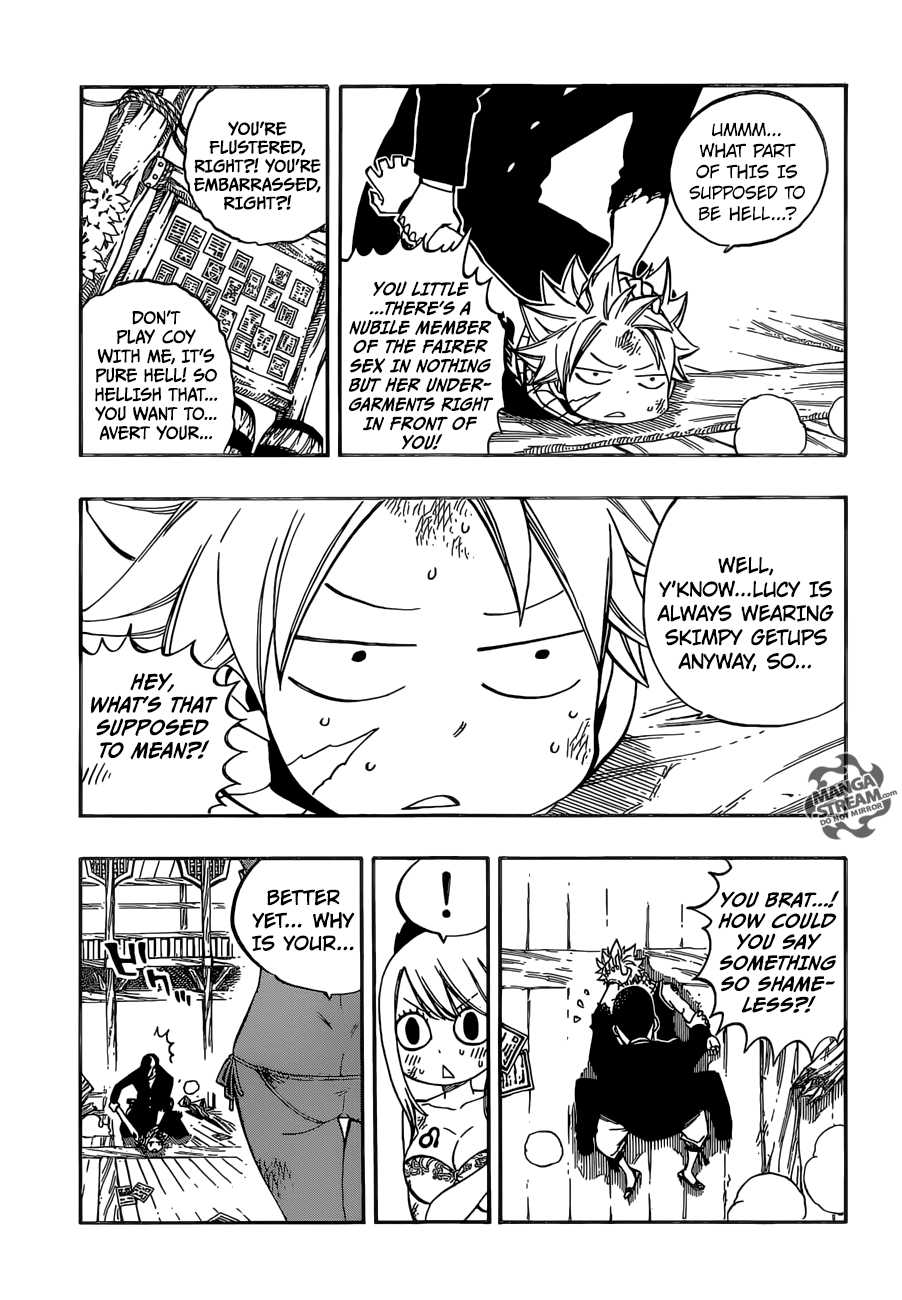 UMMM...
WHAT PART
OF THIS IS
SUPPOSED TO
BE HELL...?
YOU LITTLE
...THERE'S A
NUBILE MEMBER
OF THE FAIRER
SEX IN NOTHING
BUT HER UNDER-
GARMENTS RIGHT
IN FRONT OF
YOU!
YOU'RE
FLUSTERED,
RIGHT?! YOU'RE
EMBARRASSED,
RIGHT?!
DON'T
PLAY COY
WITH ME, IT'S
PURE HELL! SO
HELLISH THAT...
YOU WANT TO...
AVERT YOUR...
WELL,
Y'KNOW...LUCY IS
ALWAYS WEARING
SKIMPY GETUPS
ANYWAY, SO...
HEY,
WHAT'S THAT
SUPPOSED
TO MEAN?!
MANGA
STREAM.com
DO NOT MIRROR
YOU BRAT...!
HOW COULD
YOU SAY
SOMETHING
SO SHAME-
LESS?!
!
BETTER
YET... WHY
IS YOUR...
ビクッ